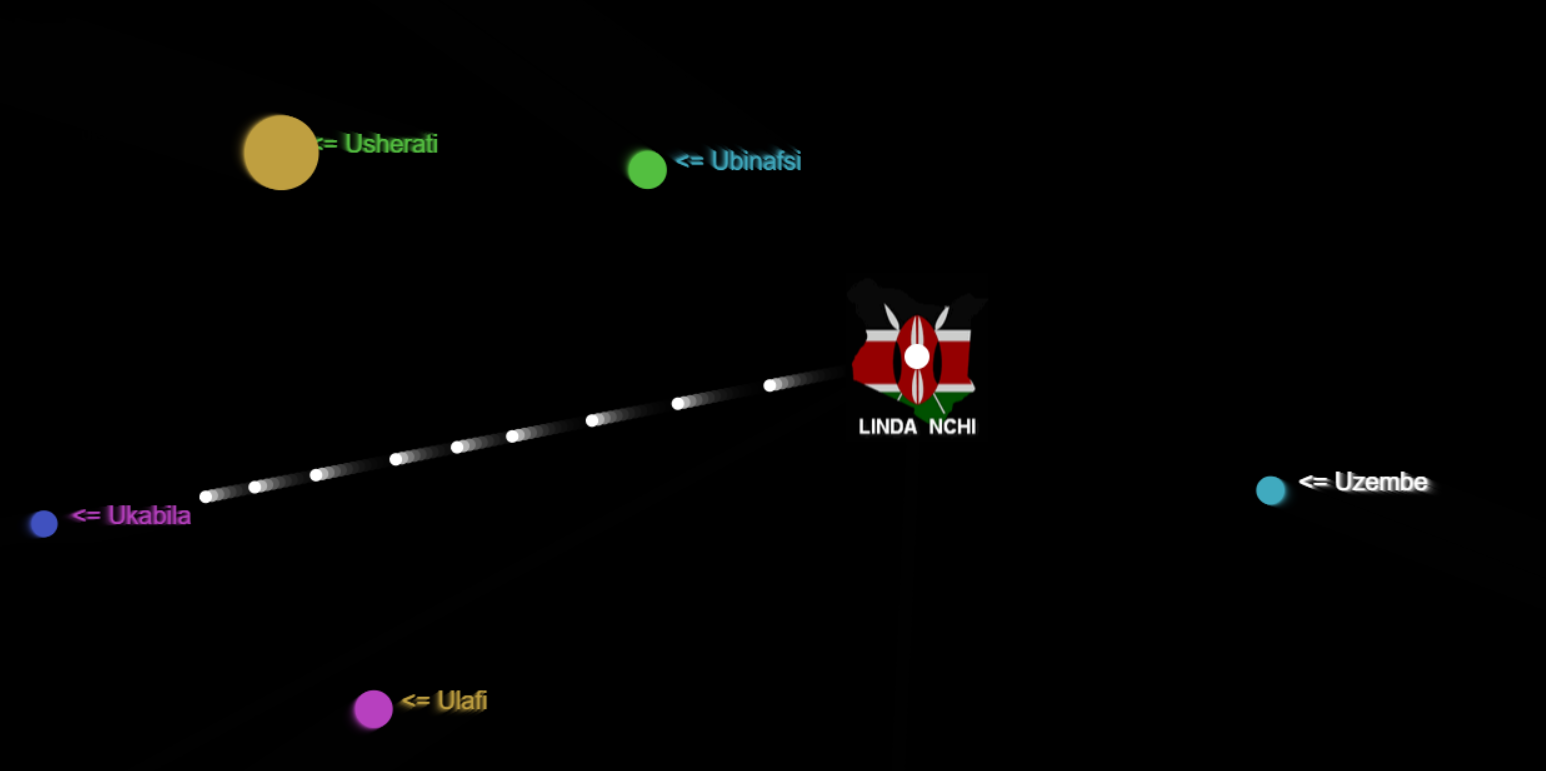 <= Usherati
<= Ubinafsi
LINDA NCHI
<= Uzembe
<= Ukabila
<= Ulafi